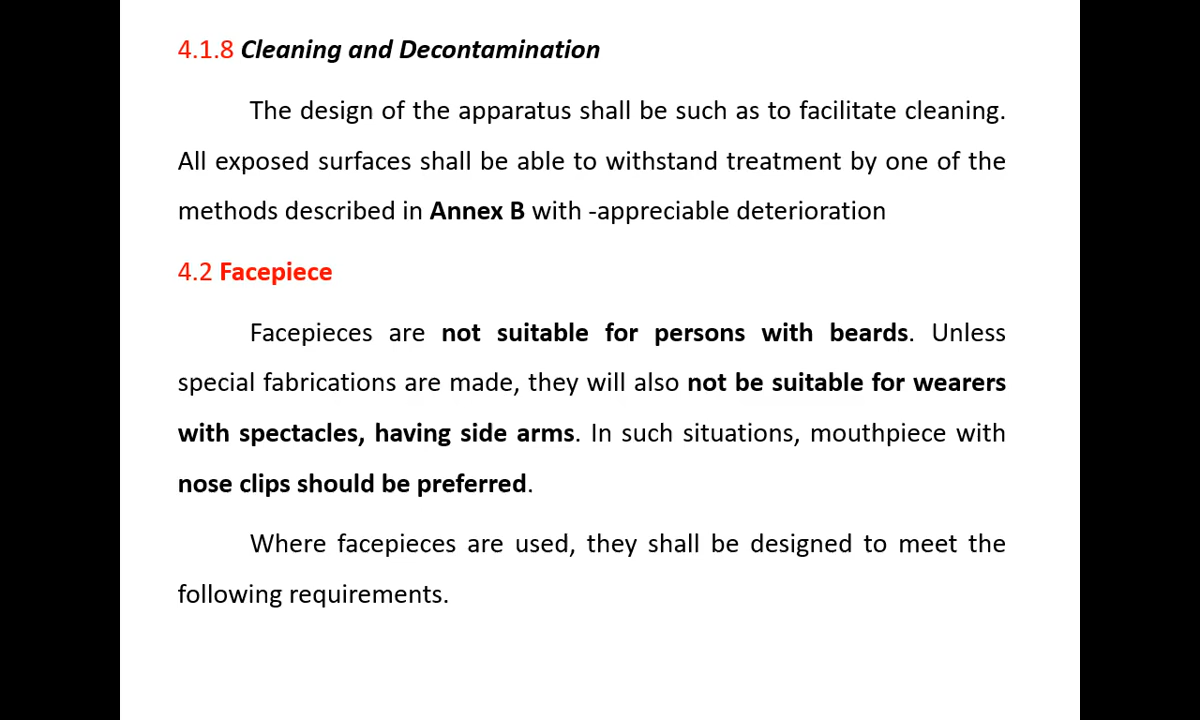 4.1.8 Cleaning and Decontamination
The design of the apparatus shall be such as to facilitate cleaning.
All exposed surfaces shall be able to withstand treatment by one of the
methods described in Annex B with -appreciable deterioration
4.2 Facepiece
Facepieces are not suitable for persons with beards. Unless
special fabrications are made, they will also not be suitable for wearers
with spectacles, having side arms. In such situations, mouthpiece with
nose clips should be preferred.
Where facepieces are used, they shall be designed to meet the
following requirements.